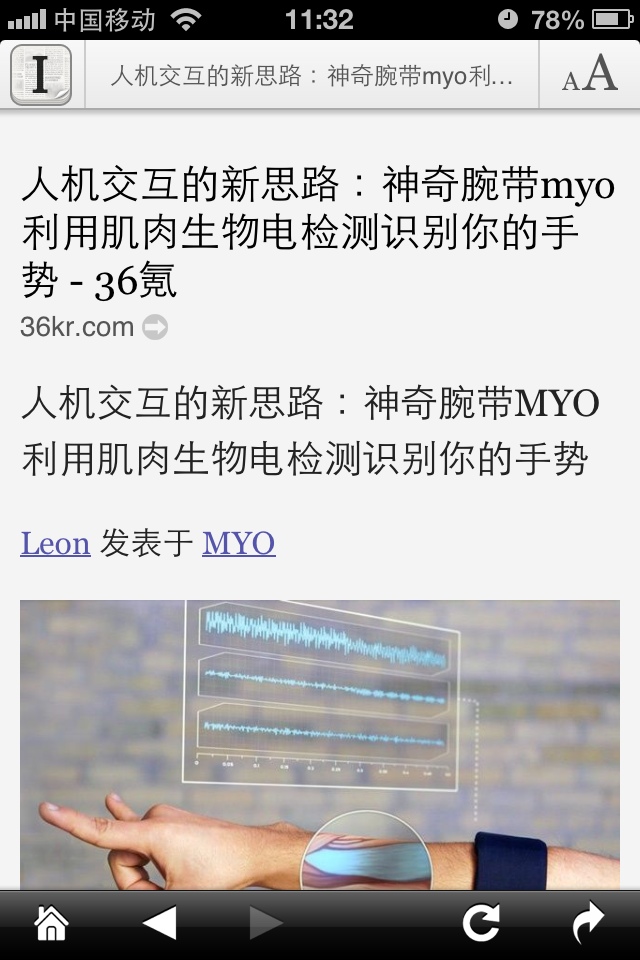 中国移动 11:32 78%
I 人机交互的新思路：神奇腕带myo利... AA
人机交互的新思路：神奇腕带myo
利用肌肉生物电检测识别你的手
势 - 36氪
36kr.com
人机交互的新思路：神奇腕带MYO
利用肌肉生物电检测识别你的手势
Leon 发表于 MYO